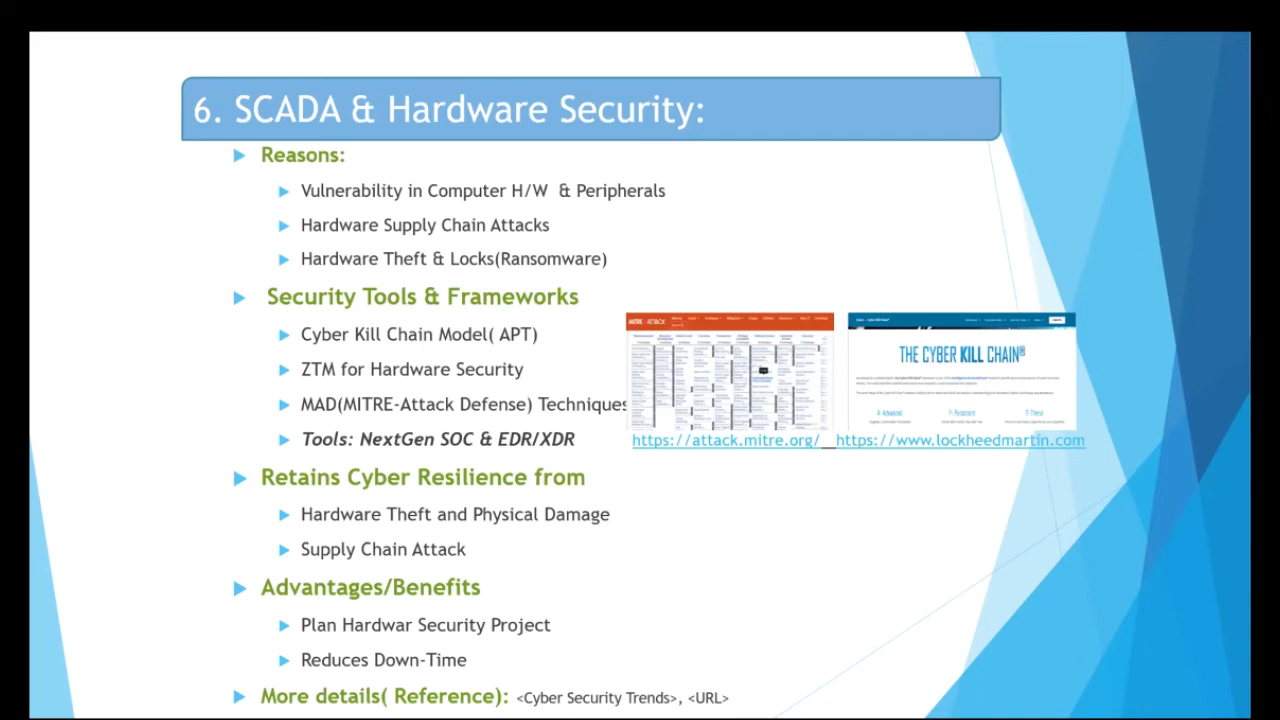 6. SCADA & Hardware Security:
Reasons:
Vulnerability in Computer H/W & Peripherals
Hardware Supply Chain Attacks
Hardware Theft & Locks(Ransomware)
Security Tools & Frameworks
Cyber Kill Chain Model( APT)
ZTM for Hardware Security
MAD(MITRE-Attack Defense) Techniques
Tools: NextGen SOC & EDR/XDR
MITRE ATT&CK
THE CYBER KILL CHAIN®
https://attack.mitre.org/ https://www.lockheedmartin.com
Retains Cyber Resilience from
Hardware Theft and Physical Damage
Supply Chain Attack
Advantages/Benefits
Plan Hardwar Security Project
Reduces Down-Time
More details( Reference): <Cyber Security Trends>, <URL>